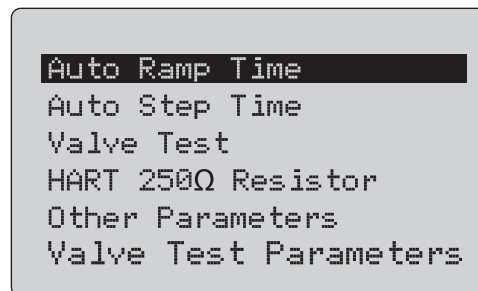 Auto Ramp Time
Auto Step Time
Valve Test
HART 250Ω Resistor
Other Parameters
Valve Test Parameters